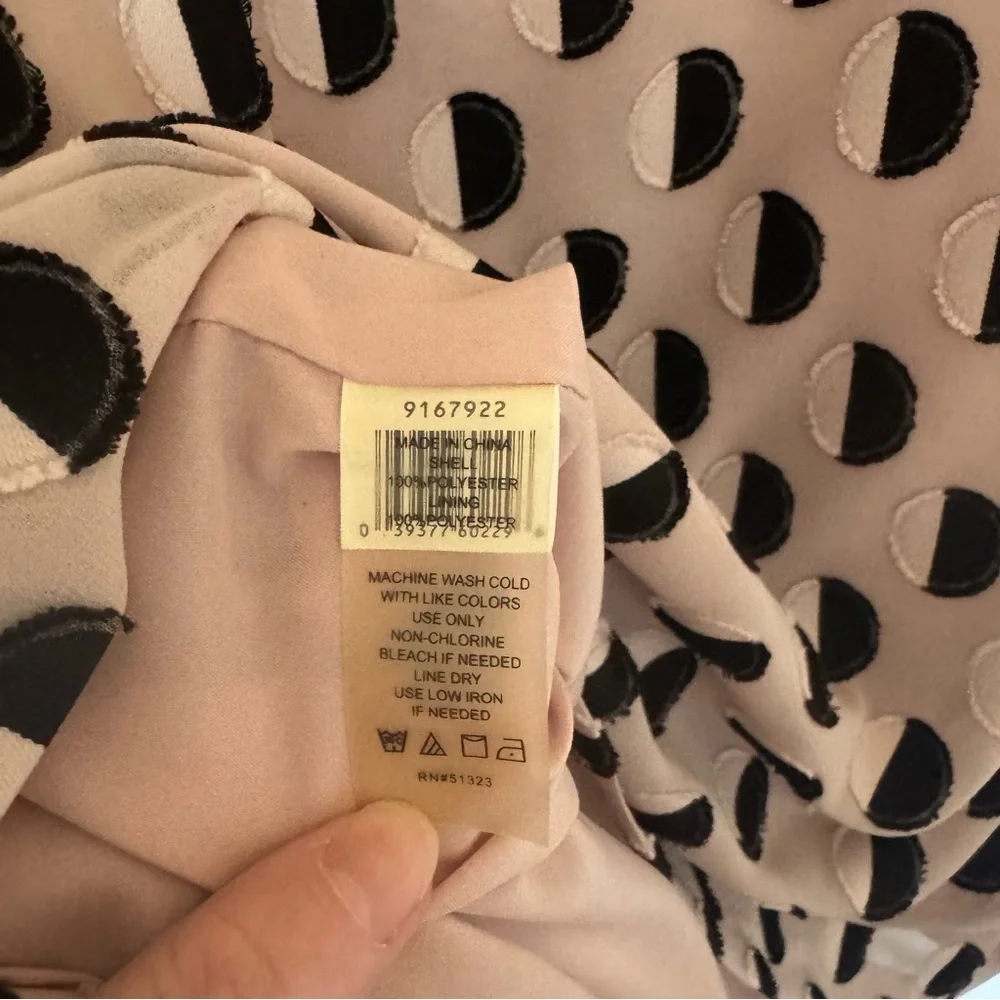 9167922
MADE IN CHINA
SHELL
100% POLYESTER
LINING
100% POLYESTER
0 39377 60229
MACHINE WASH COLD
WITH LIKE COLORS
USE ONLY
NON-CHLORINE
BLEACH IF NEEDED
LINE DRY
USE LOW IRON
IF NEEDED
RN#51323